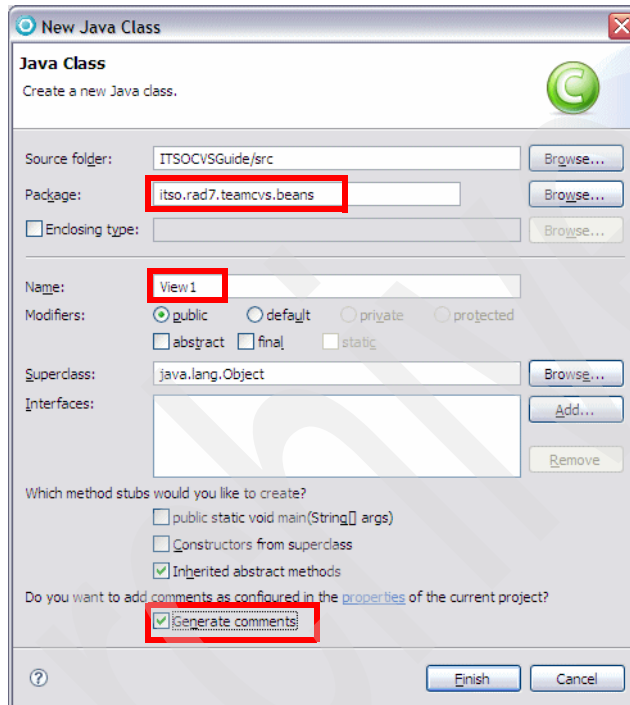 New Java Class
Java Class
Create a new Java class.
Source folder: ITSOCVSGuide/src Browse...
Package: itso.rad7.teamcvs.beans Browse...
Enclosing type: Browse...
Name: View1
Modifiers: public default private protected
abstract final static
Superclass: java.lang.Object Browse...
Interfaces: Add...
Remove
Which method stubs would you like to create?
public static void main(String[] args)
Constructors from superclass
Inherited abstract methods
Do you want to add comments as configured in the properties of the current project?
Generate comments
? Finish Cancel